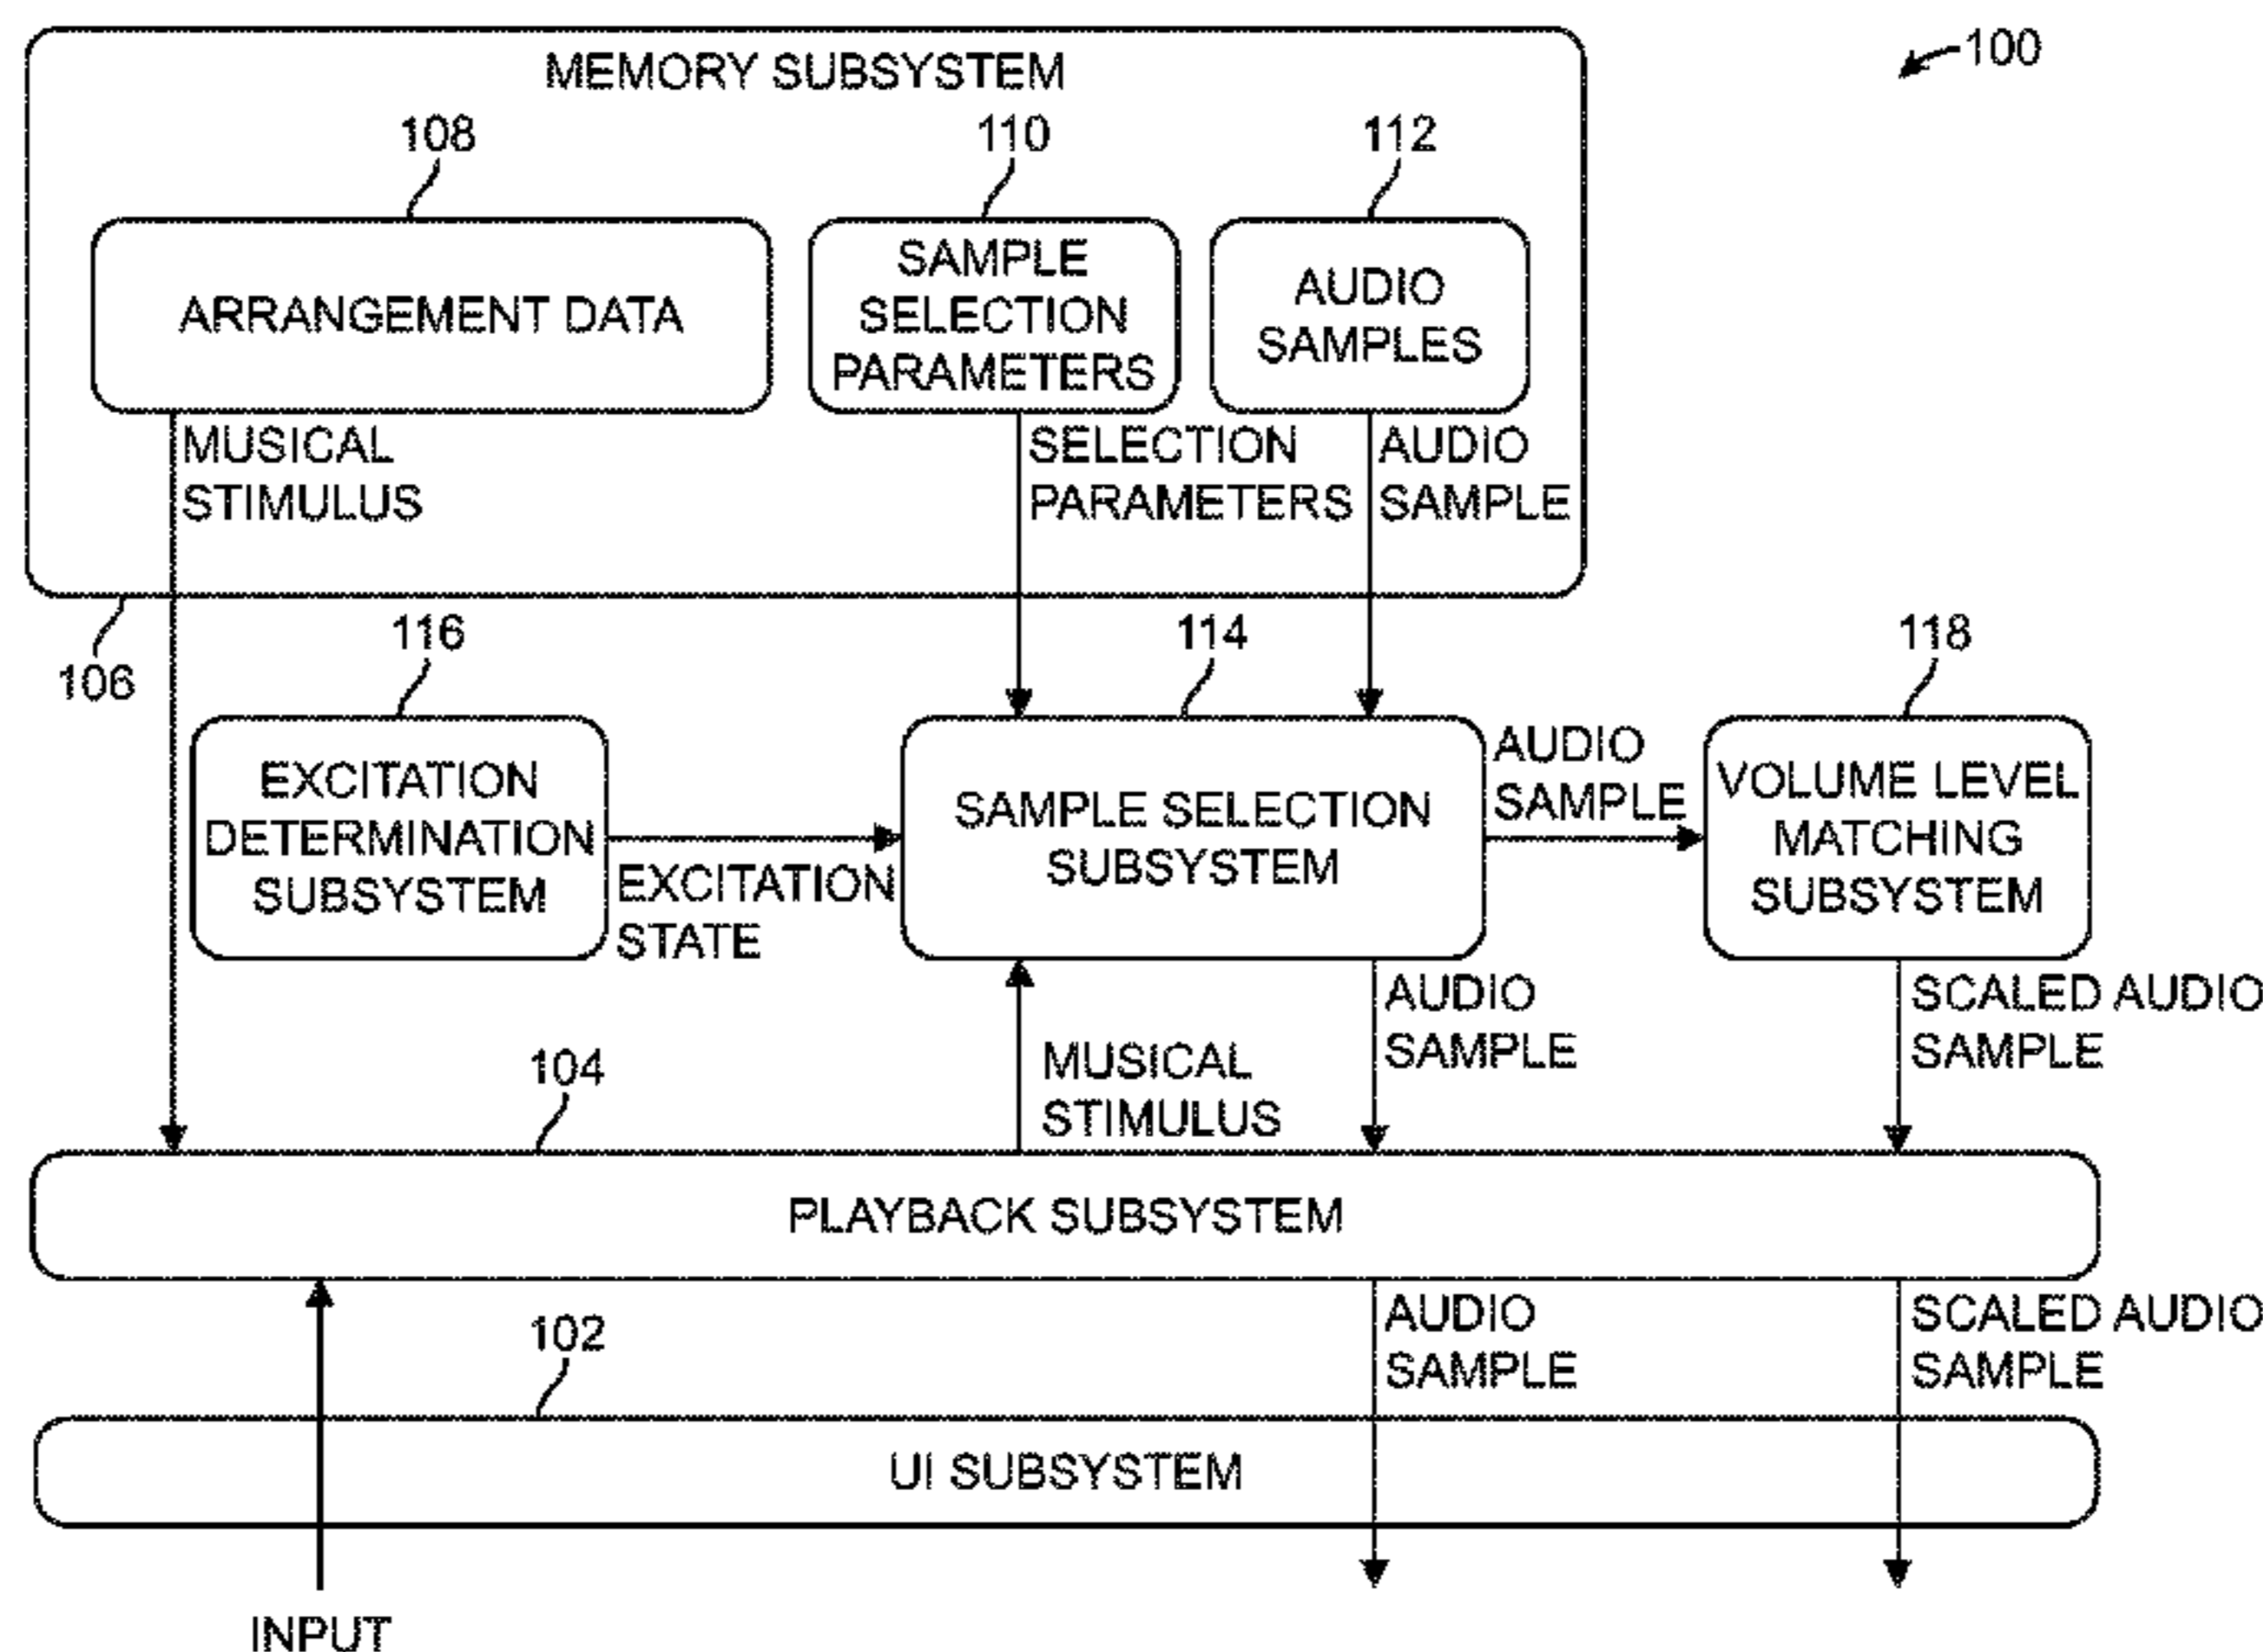 100
MEMORY SUBSYSTEM
108
110
112
ARRANGEMENT DATA
SAMPLE
SELECTION
PARAMETERS
AUDIO
SAMPLES
MUSICAL
STIMULUS
SELECTION
PARAMETERS
AUDIO
SAMPLE
106
116
114
118
EXCITATION
DETERMINATION
SUBSYSTEM
EXCITATION
STATE
SAMPLE SELECTION
SUBSYSTEM
AUDIO
SAMPLE
VOLUME LEVEL
MATCHING
SUBSYSTEM
MUSICAL
STIMULUS
AUDIO
SAMPLE
SCALED AUDIO
SAMPLE
104
PLAYBACK SUBSYSTEM
102
AUDIO
SAMPLE
SCALED AUDIO
SAMPLE
UI SUBSYSTEM
INPUT